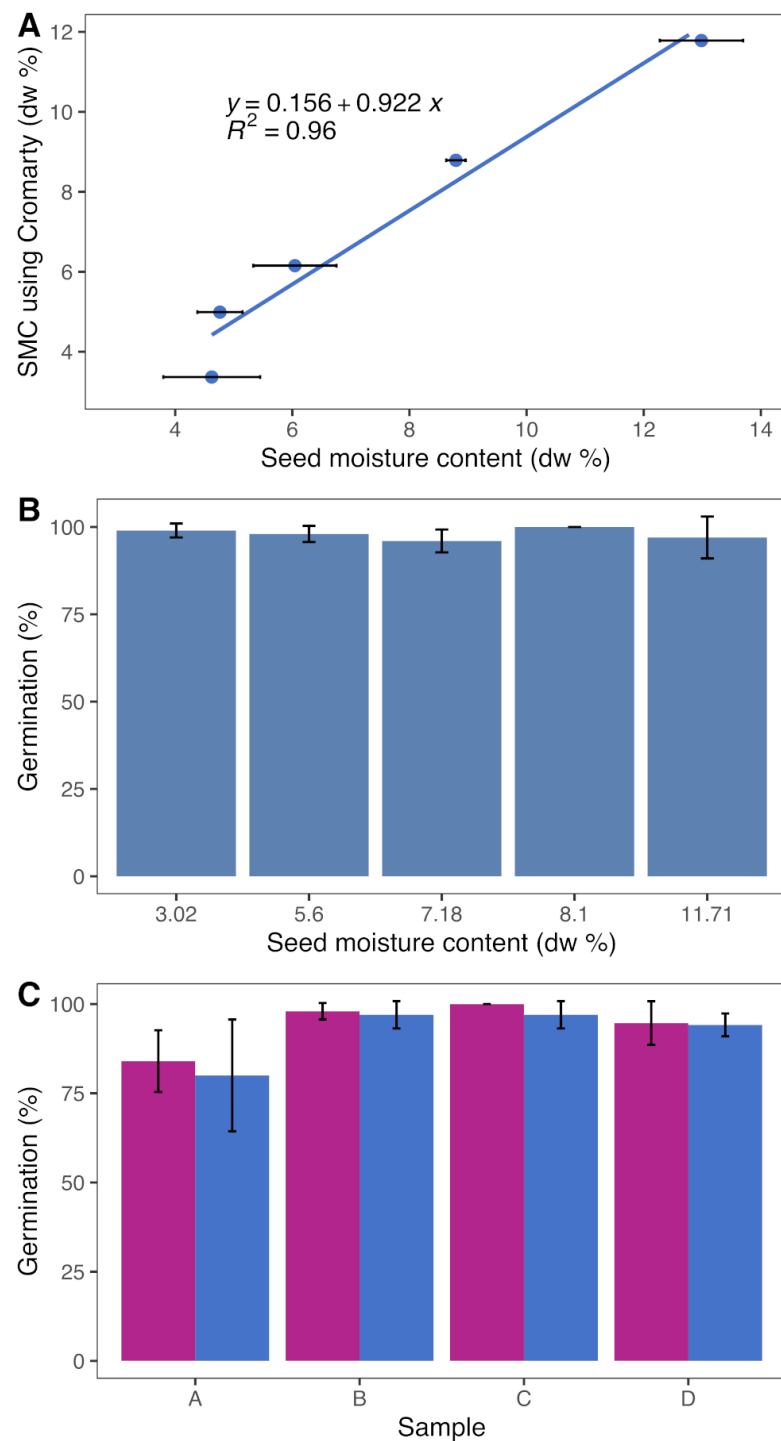 A
SMC using Cromarty (dw %)
12
10
8
6
4
y = 0.156 + 0.922 x
R² = 0.96
4 6 8 10 12 14
Seed moisture content (dw %)
B
Germination (%)
100
75
50
25
0
3.02 5.6 7.18 8.1 11.71
Seed moisture content (dw %)
C
Germination (%)
100
75
50
25
0
A B C D
Sample